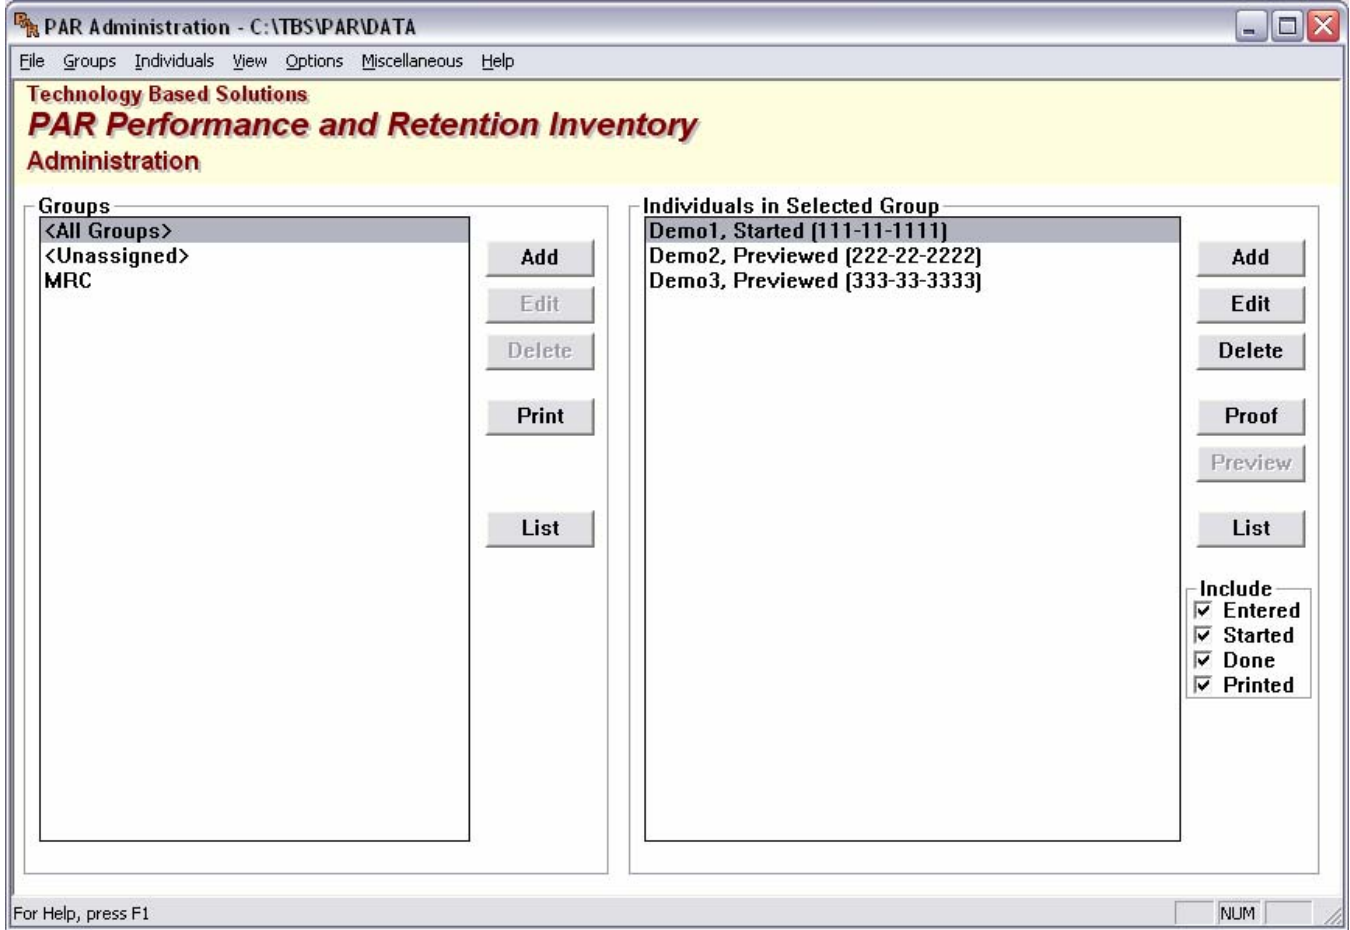 PAR Administration - C:\TBS\PAR\DATA
File Groups Individuals View Options Miscellaneous Help
Technology Based Solutions
PAR Performance and Retention Inventory
Administration
Groups
<All Groups>
<Unassigned>
MRC
Add
Edit
Delete
Print
List
Individuals in Selected Group
Demo1, Started (111-11-1111)
Demo2, Previewed (222-22-2222)
Demo3, Previewed (333-33-3333)
Add
Edit
Delete
Proof
Preview
List
Include
Entered
Started
Done
Printed
For Help, press F1
NUM